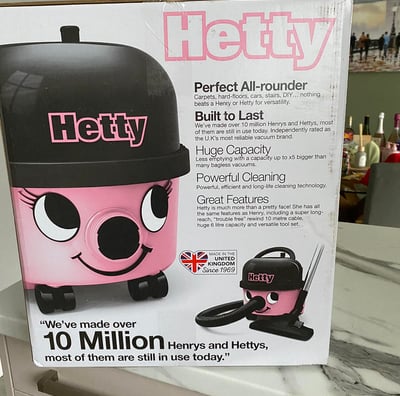 Hetty
Perfect All-rounder
Carpets, hard-floors, cars, stairs, DIY... nothing
beats a Henry or Hetty for versatility.
Built to Last
We've made over 10 million Henrys and Hettys, most
of them are still in use today. Independently rated as
the U.K's most reliable vacuum brand.
Huge Capacity
Less emptying with a capacity up to x5 bigger than
many bagless vacuums.
Powerful Cleaning
Powerful, efficient and long-life cleaning technology.
Great Features
Hetty is much more than a pretty face! She has all
the same features as Henry, including a super long-
reach, "trouble free" rewind 10 metre cable,
huge 6 litre capacity and versatile tool set.
Hetty
MADE IN THE
UNITED
KINGDOM
Since 1969
Hetty
"We've made over
10 Million Henrys and Hettys,
most of them are still in use today."